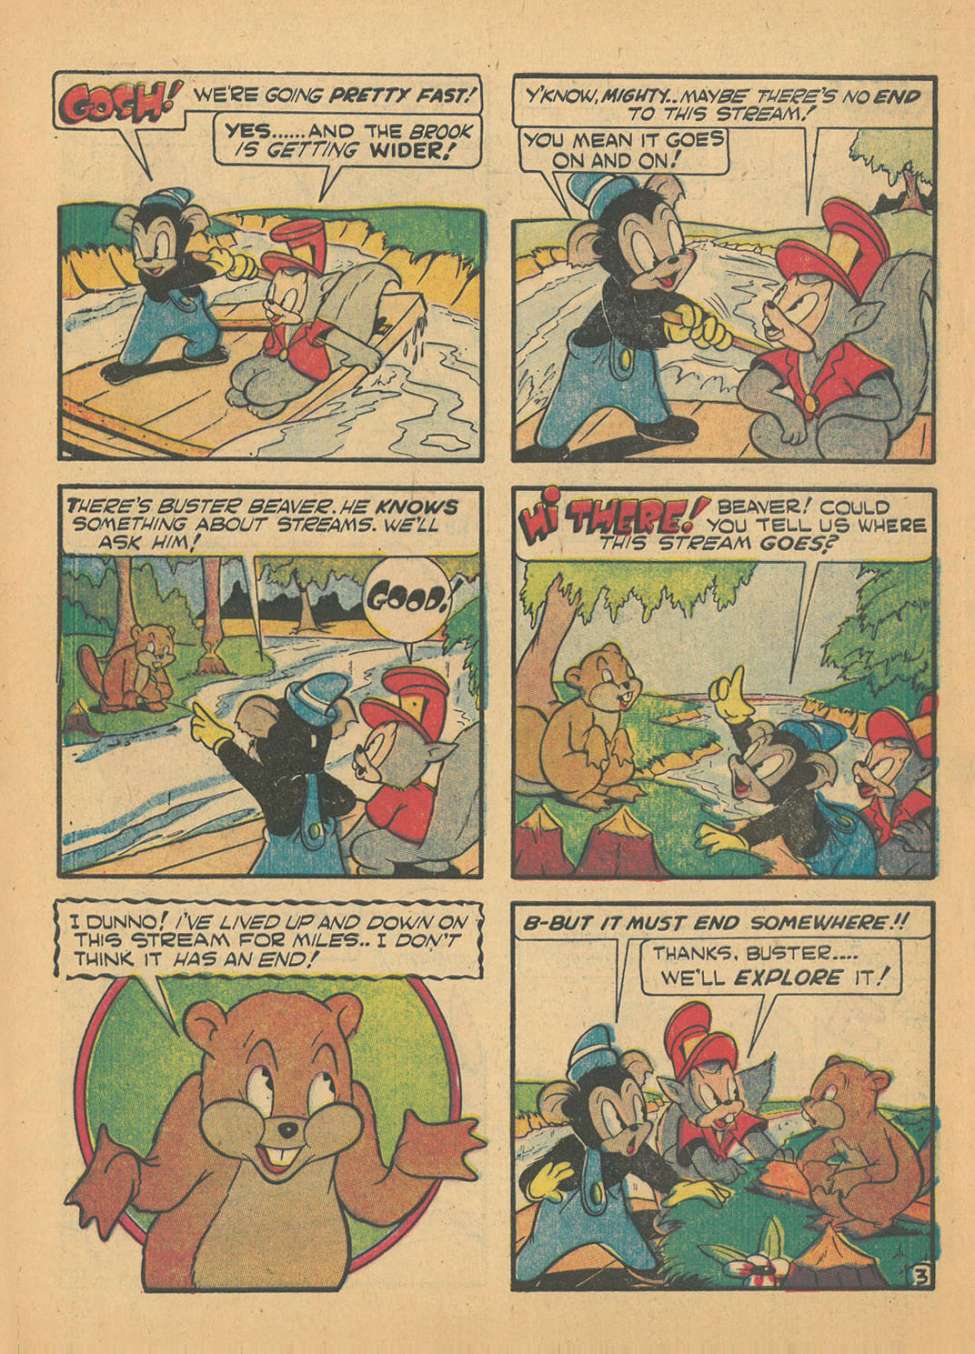 GOSH! WE'RE GOING PRETTY FAST!
YES......AND THE BROOK
IS GETTING WIDER!
Y'KNOW, MIGHTY..MAYBE THERE'S NO END
TO THIS STREAM!
YOU MEAN IT GOES
ON AND ON!
THERE'S BUSTER BEAVER. HE KNOWS
SOMETHING ABOUT STREAMS. WE'LL
ASK HIM!
GOOD!
HI THERE! BEAVER! COULD
YOU TELL US WHERE
THIS STREAM GOES?
I DUNNO! I'VE LIVED UP AND DOWN ON
THIS STREAM FOR MILES.. I DON'T
THINK IT HAS AN END!
B-BUT IT MUST END SOMEWHERE!!
THANKS, BUSTER....
WE'LL EXPLORE IT!
3